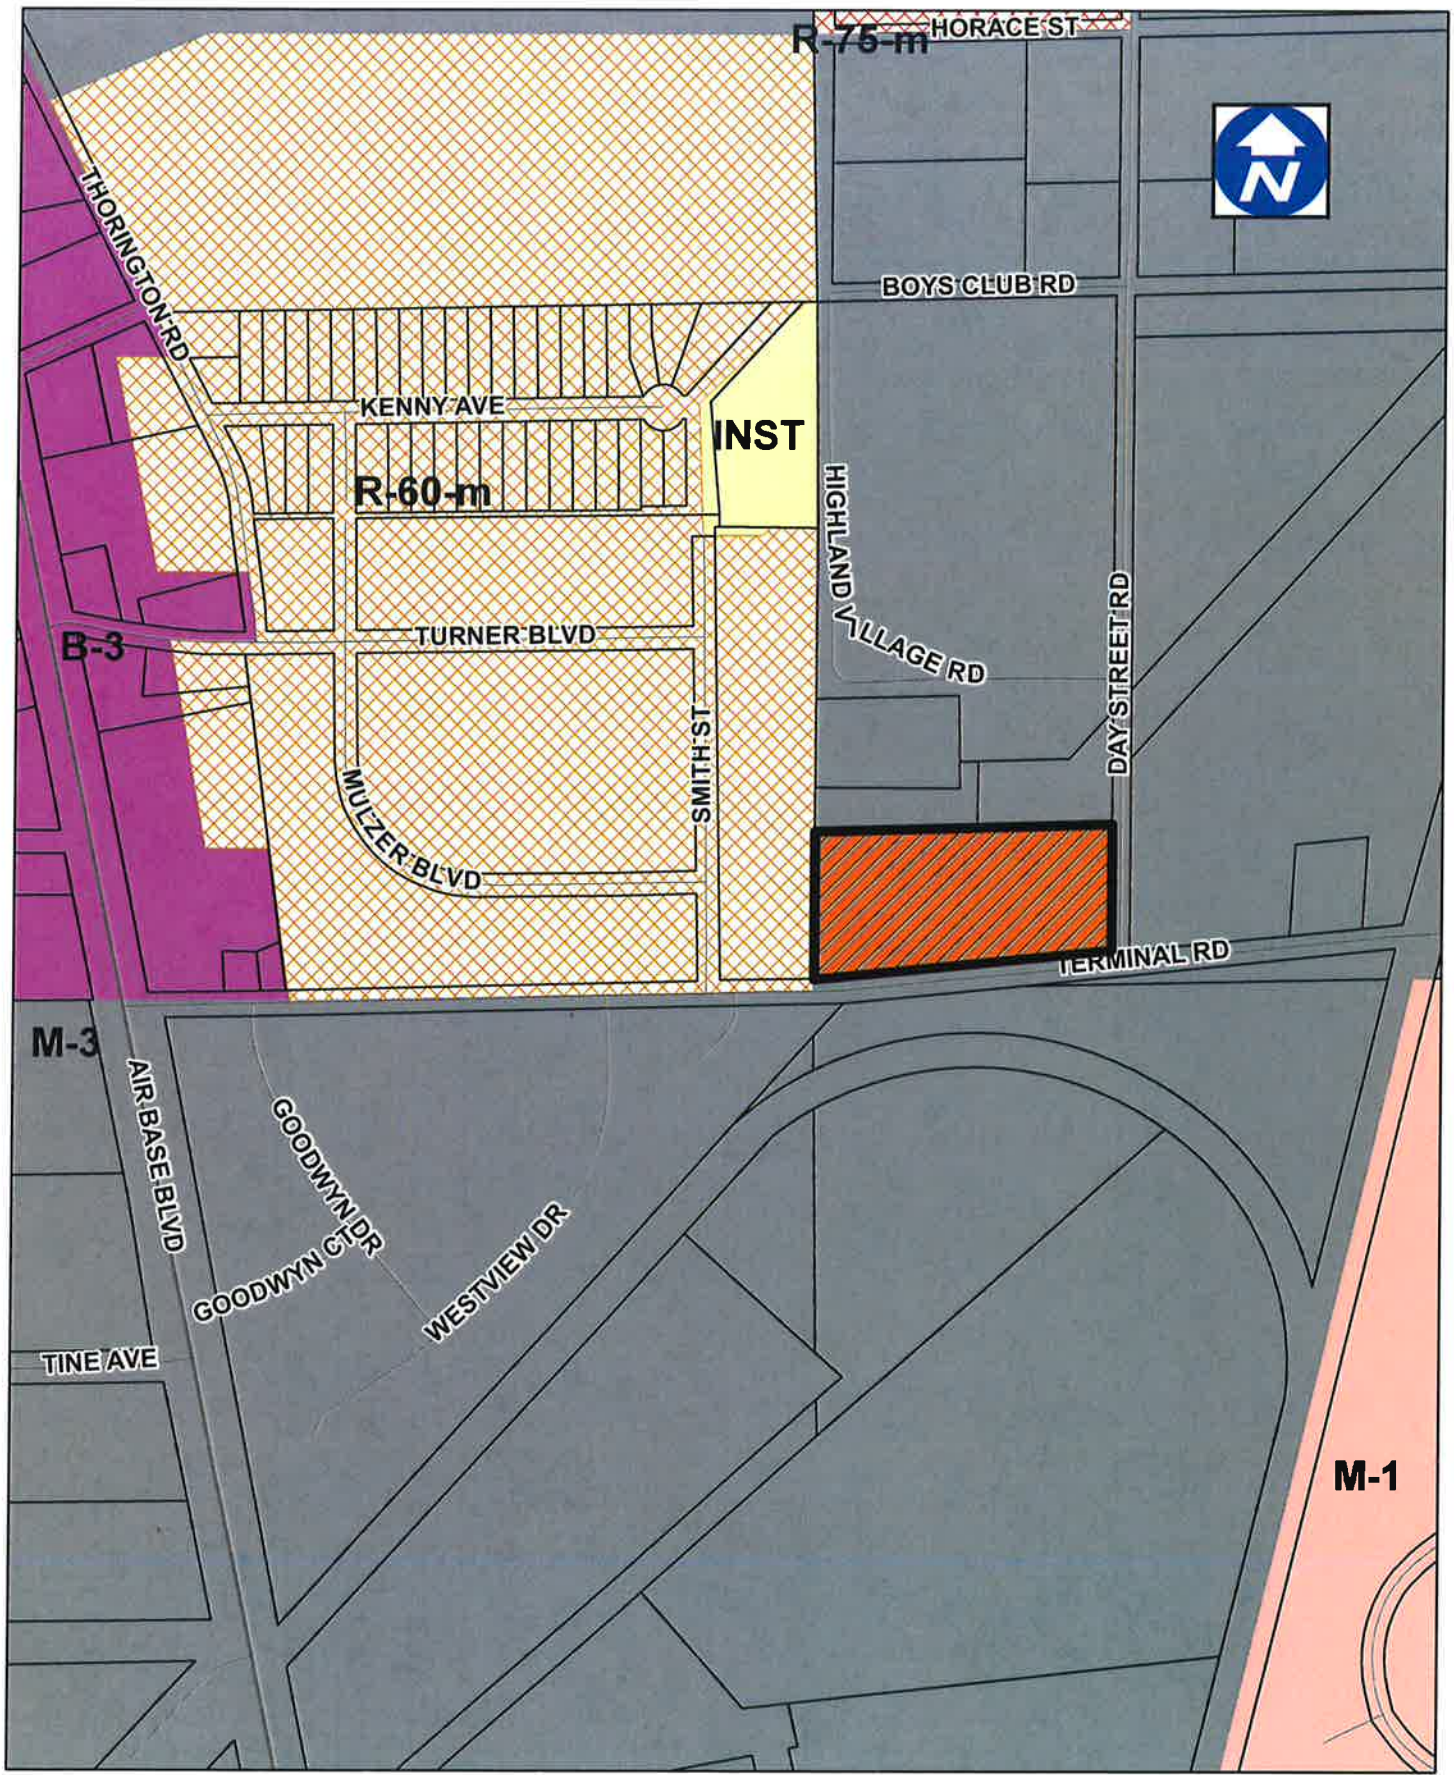 HORACE ST
R-75-m
N
THORINGTON RD
BOYS CLUB RD
KENNY AVE
INST
R-60-m
HIGHLAND VILLAGE RD
DAY STREET RD
TURNER BLVD
B-3
SMITH ST
MULZER BLVD
TERMINAL RD
M-3
AIR BASE BLVD
GOODWYN DR
GOODWYN CT
WESTVIEW DR
TINE AVE
M-1